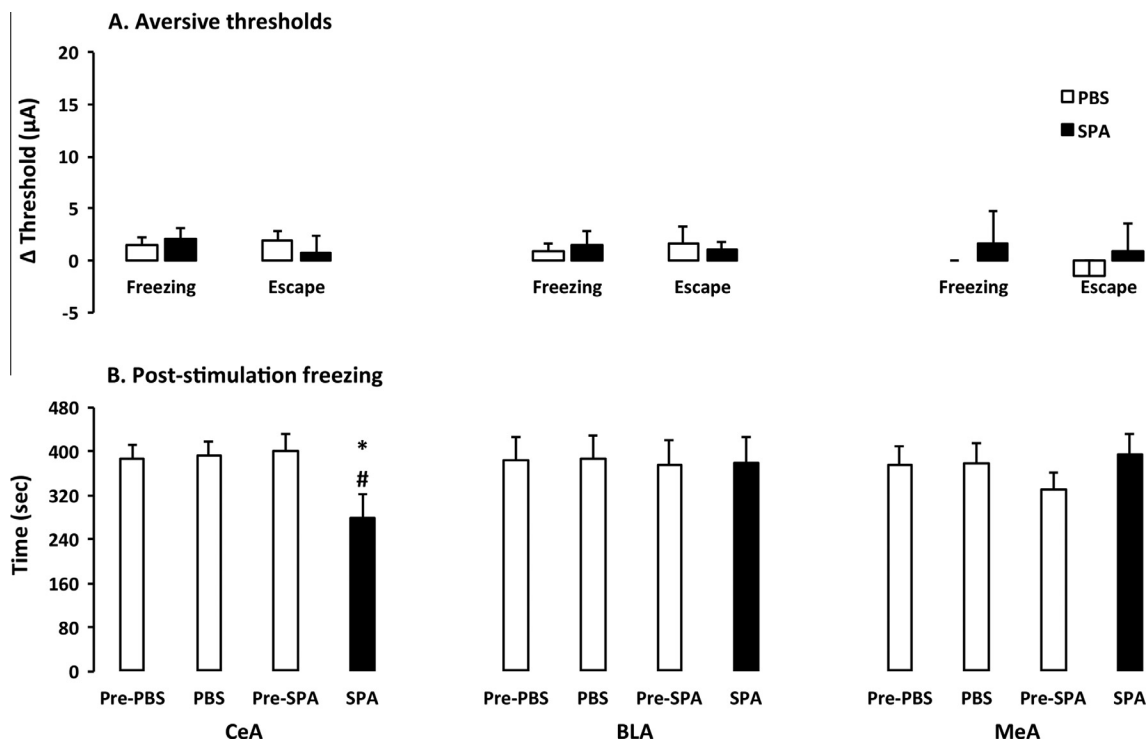 A. Aversive thresholds
Δ Threshold (µA)
20
15
10
5
0
-5
PBS
SPA
Freezing Escape Freezing Escape Freezing Escape
B. Post-stimulation freezing
Time (sec)
480
400
320
240
160
80
0
*
#
Pre-PBS PBS Pre-SPA SPA Pre-PBS PBS Pre-SPA SPA Pre-PBS PBS Pre-SPA SPA
CeA BLA MeA